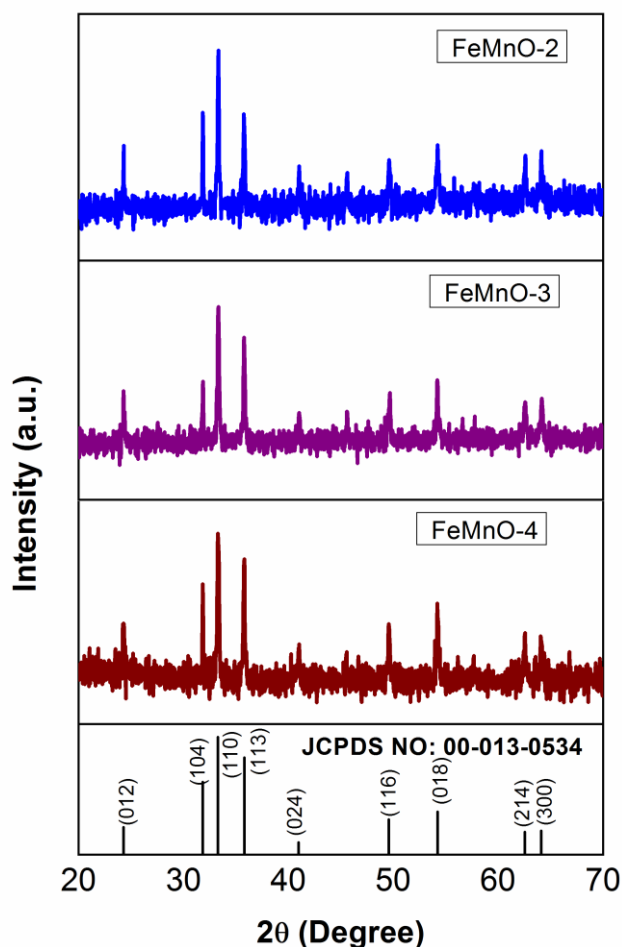 FeMnO-2
FeMnO-3
FeMnO-4
Intensity (a.u.)
JCPDS NO: 00-013-0534
(012)
(104)
(110)
(113)
(024)
(116)
(018)
(214)
(300)
20 30 40 50 60 70
2θ (Degree)